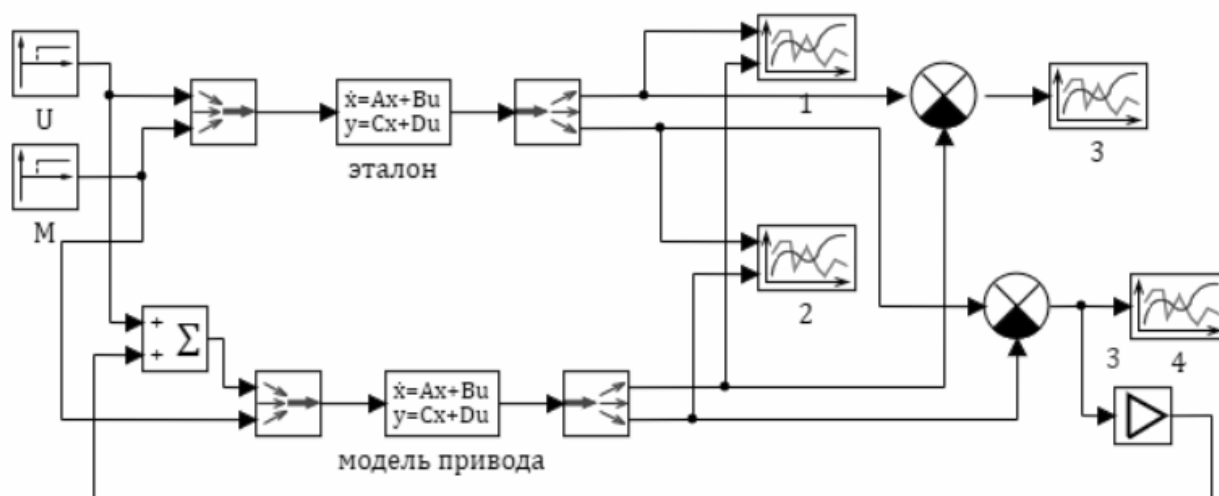 U
M
ẋ=Ax+Bu
y=Cx+Du
эталон
1
3
2
+
+
Σ
ẋ=Ax+Bu
y=Cx+Du
модель привода
3
4